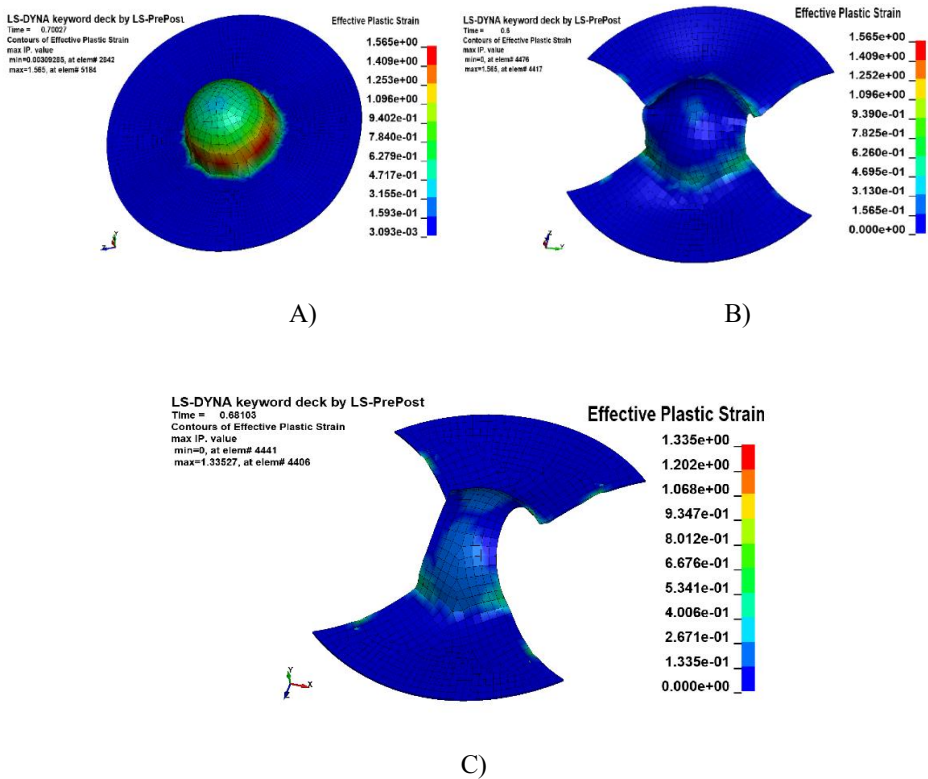 LS-DYNA keyword deck by LS-PrePost
Time = 0.70027
Contours of Effective Plastic Strain
max IP. value
min=0.00309285, at elem# 2842
max=1.565, at elem# 5184
Effective Plastic Strain
1.565e+00
1.409e+00
1.253e+00
1.096e+00
9.402e-01
7.840e-01
6.279e-01
4.717e-01
3.155e-01
1.593e-01
3.093e-03
Y
Z
A)
LS-DYNA keyword deck by LS-PrePost
Time = 0.6
Contours of Effective Plastic Strain
max IP. value
min=0, at elem# 4476
max=1.565, at elem# 4417
Effective Plastic Strain
1.565e+00
1.409e+00
1.252e+00
1.096e+00
9.390e-01
7.825e-01
6.260e-01
4.695e-01
3.130e-01
1.565e-01
0.000e+00
Y
B)
LS-DYNA keyword deck by LS-PrePost
Time = 0.68103
Contours of Effective Plastic Strain
max IP. value
min=0, at elem# 4441
max=1.33527, at elem# 4406
Effective Plastic Strain
1.335e+00
1.202e+00
1.068e+00
9.347e-01
8.012e-01
6.676e-01
5.341e-01
4.006e-01
2.671e-01
1.335e-01
0.000e+00
Y
X
Z
C)